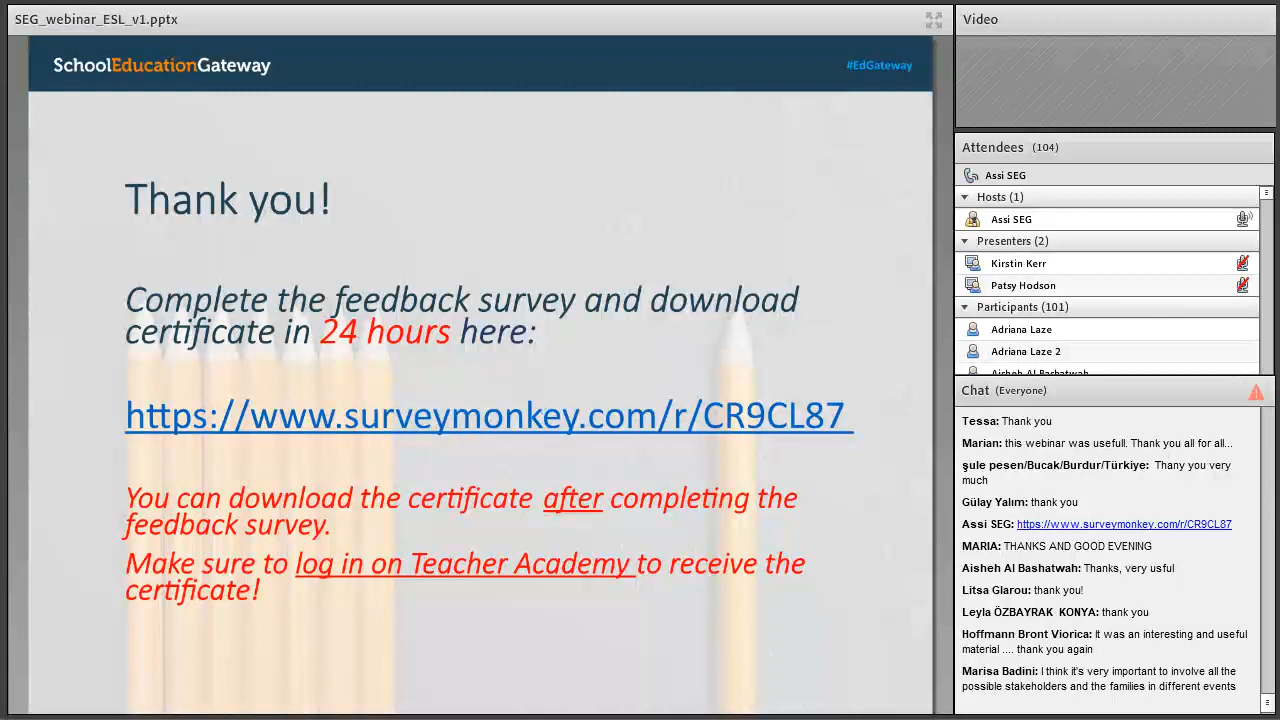 SEG_webinar_ESL_v1.pptx
SchoolEducationGateway
#EdGateway
Thank you!
Complete the feedback survey and download
certificate in 24 hours here:
https://www.surveymonkey.com/r/CR9CL87
You can download the certificate after completing the
feedback survey.
Make sure to log in on Teacher Academy to receive the
certificate!
Video
Attendees (104)
Assi SEG
Hosts (1)
Assi SEG
Presenters (2)
Kirstin Kerr
Patsy Hodson
Participants (101)
Adriana Laze
Adriana Laze 2
Aisheh Al Bashatwah
Chat (Everyone)
Tessa: Thank you
Marian: this webinar was usefull. Thank you all for all...
şule pesen/Bucak/Burdur/Türkiye: Thany you very
much
Gülay Yalım: thank you
Assi SEG: https://www.surveymonkey.com/r/CR9CL87
MARIA: THANKS AND GOOD EVENING
Aisheh Al Bashatwah: Thanks, very usful
Litsa Glarou: thank you!
Leyla ÖZBAYRAK KONYA: thank you
Hoffmann Bront Viorica: It was an interesting and useful
material .... thank you again
Marisa Badini: I think it's very important to involve all the
possible stakeholders and the families in different events